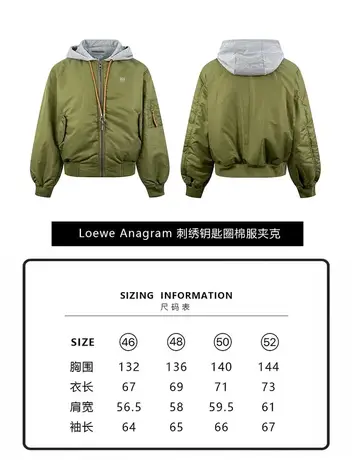 Loewe Anagram 刺绣钥匙圈棉服夹克
SIZING INFORMATION
尺码表
SIZE 46 48 50 52
胸围 132 136 140 144
衣长 67 69 71 73
肩宽 56.5 58 59.5 61
袖长 64 65 66 67